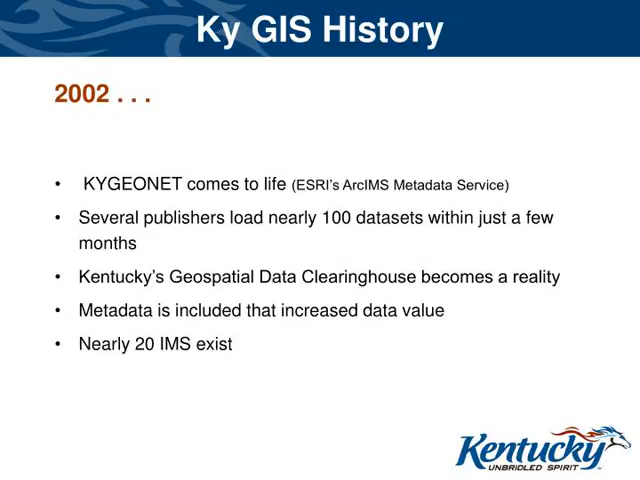 Ky GIS History
2002 . . .
• KYGEONET comes to life (ESRI's ArcIMS Metadata Service)
• Several publishers load nearly 100 datasets within just a few
months
• Kentucky's Geospatial Data Clearinghouse becomes a reality
• Metadata is included that increased data value
• Nearly 20 IMS exist
Kentucky
UNBRIDLED SPIRIT